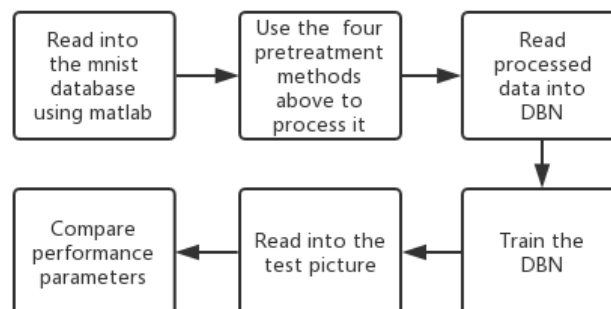 Read into
the mnist
database
using matlab
Use the four
pretreatment
methods
above to
process it
Read
processed
data into
DBN
Train the
DBN
Read into the
test picture
Compare
performance
parameters